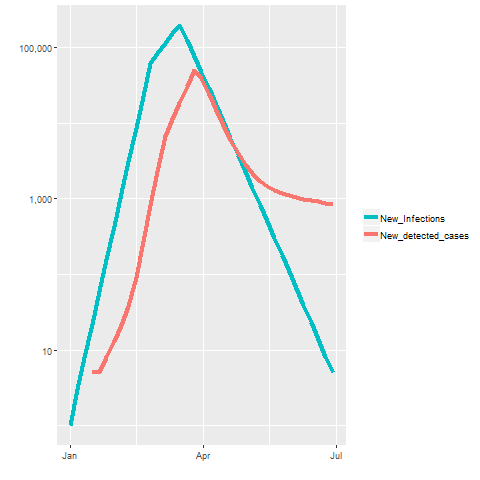 100,000
1,000
10
Jan
Apr
Jul
New_Infections
New_detected_cases